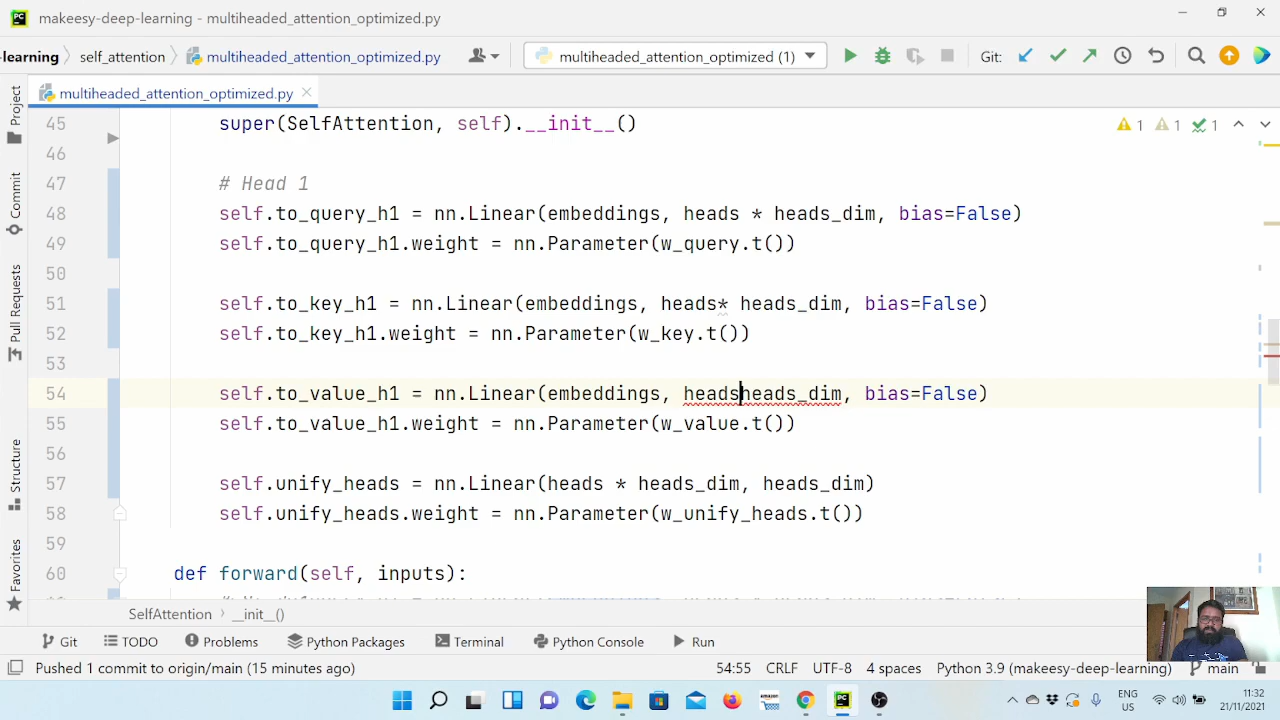 PC makeesy-deep-learning - multiheaded_attention_optimized.py
-learning self_attention multiheaded_attention_optimized.py multiheaded_attention_optimized (1) Git:
multiheaded_attention_optimized.py
Project
Commit
Pull Requests
Structure
Favorites
1 1 1
45 super(SelfAttention, self).__init__()
46
47 # Head 1
48 self.to_query_h1 = nn.Linear(embeddings, heads * heads_dim, bias=False)
49 self.to_query_h1.weight = nn.Parameter(w_query.t())
50
51 self.to_key_h1 = nn.Linear(embeddings, heads* heads_dim, bias=False)
52 self.to_key_h1.weight = nn.Parameter(w_key.t())
53
54 self.to_value_h1 = nn.Linear(embeddings, headsheads_dim, bias=False)
55 self.to_value_h1.weight = nn.Parameter(w_value.t())
56
57 self.unify_heads = nn.Linear(heads * heads_dim, heads_dim)
58 self.unify_heads.weight = nn.Parameter(w_unify_heads.t())
59
60 def forward(self, inputs):
SelfAttention __init__()
Git TODO Problems Python Packages Terminal Python Console Run
Pushed 1 commit to origin/main (15 minutes ago) 54:55 CRLF UTF-8 4 spaces Python 3.9 (makeesy-deep-learning) main
amazon PC ENG US 11:32 21/11/2021